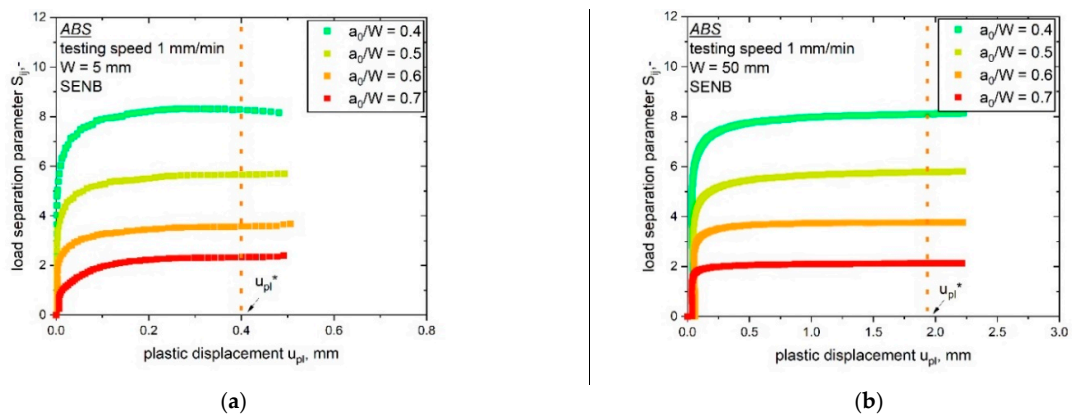 ABS
testing speed 1 mm/min
W = 5 mm
SENB
a₀/W = 0.4
a₀/W = 0.5
a₀/W = 0.6
a₀/W = 0.7
load separation parameter Sᵢⱼ,-
12
10
8
6
4
2
0
0.0 0.2 0.4 0.6 0.8
uₚₗ*
plastic displacement uₚₗ, mm
(a)
ABS
testing speed 1 mm/min
W = 50 mm
SENB
a₀/W = 0.4
a₀/W = 0.5
a₀/W = 0.6
a₀/W = 0.7
load separation parameter Sᵢⱼ,-
12
10
8
6
4
2
0
0.0 0.5 1.0 1.5 2.0 2.5 3.0
uₚₗ*
plastic displacement uₚₗ, mm
(b)